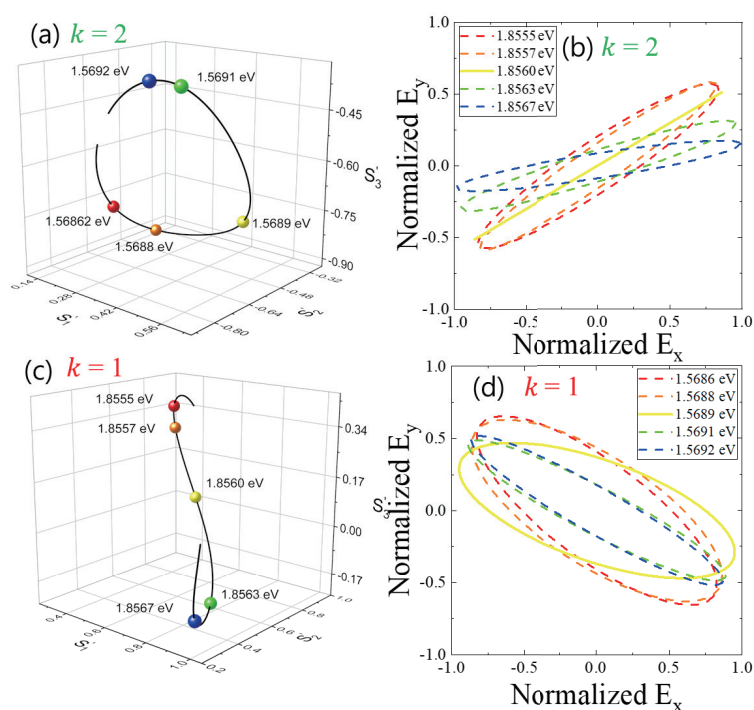 (a) k = 2
1.5692 eV
1.5691 eV
1.56862 eV
1.5688 eV
1.5689 eV
-0.45
-0.60
-0.75
-0.90
S3
0.14
0.28
0.42
0.56
S1
-0.80
-0.64
-0.48
-0.32
S2
(b) k = 2
1.8555 eV
1.8557 eV
1.8560 eV
1.8563 eV
1.8567 eV
1.0
0.5
0.0
-0.5
-1.0
Normalized Ey
-1.0 -0.5 0.0 0.5 1.0
Normalized Ex
(c) k = 1
1.8555 eV
1.8557 eV
1.8560 eV
1.8563 eV
1.8567 eV
0.34
0.17
0.00
-0.17
S3
0.4
0.6
0.8
1.0
S1
0.2
0.4
0.6
0.8
1.0
S2
(d) k = 1
1.5686 eV
1.5688 eV
1.5689 eV
1.5691 eV
1.5692 eV
1.0
0.5
0.0
-0.5
-1.0
Normalized Ey
-1.0 -0.5 0.0 0.5 1.0
Normalized Ex